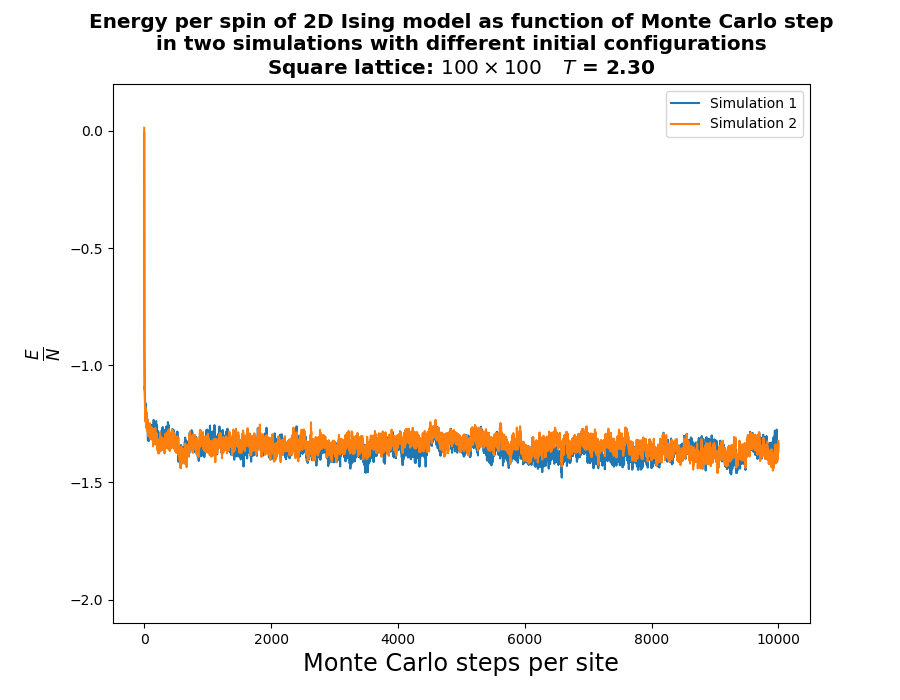 Energy per spin of 2D Ising model as function of Monte Carlo step
in two simulations with different initial configurations
Square lattice: 100 × 100 T = 2.30
Simulation 1
Simulation 2
0.0
−0.5
−1.0
−1.5
−2.0
E
N
0 2000 4000 6000 8000 10000
Monte Carlo steps per site